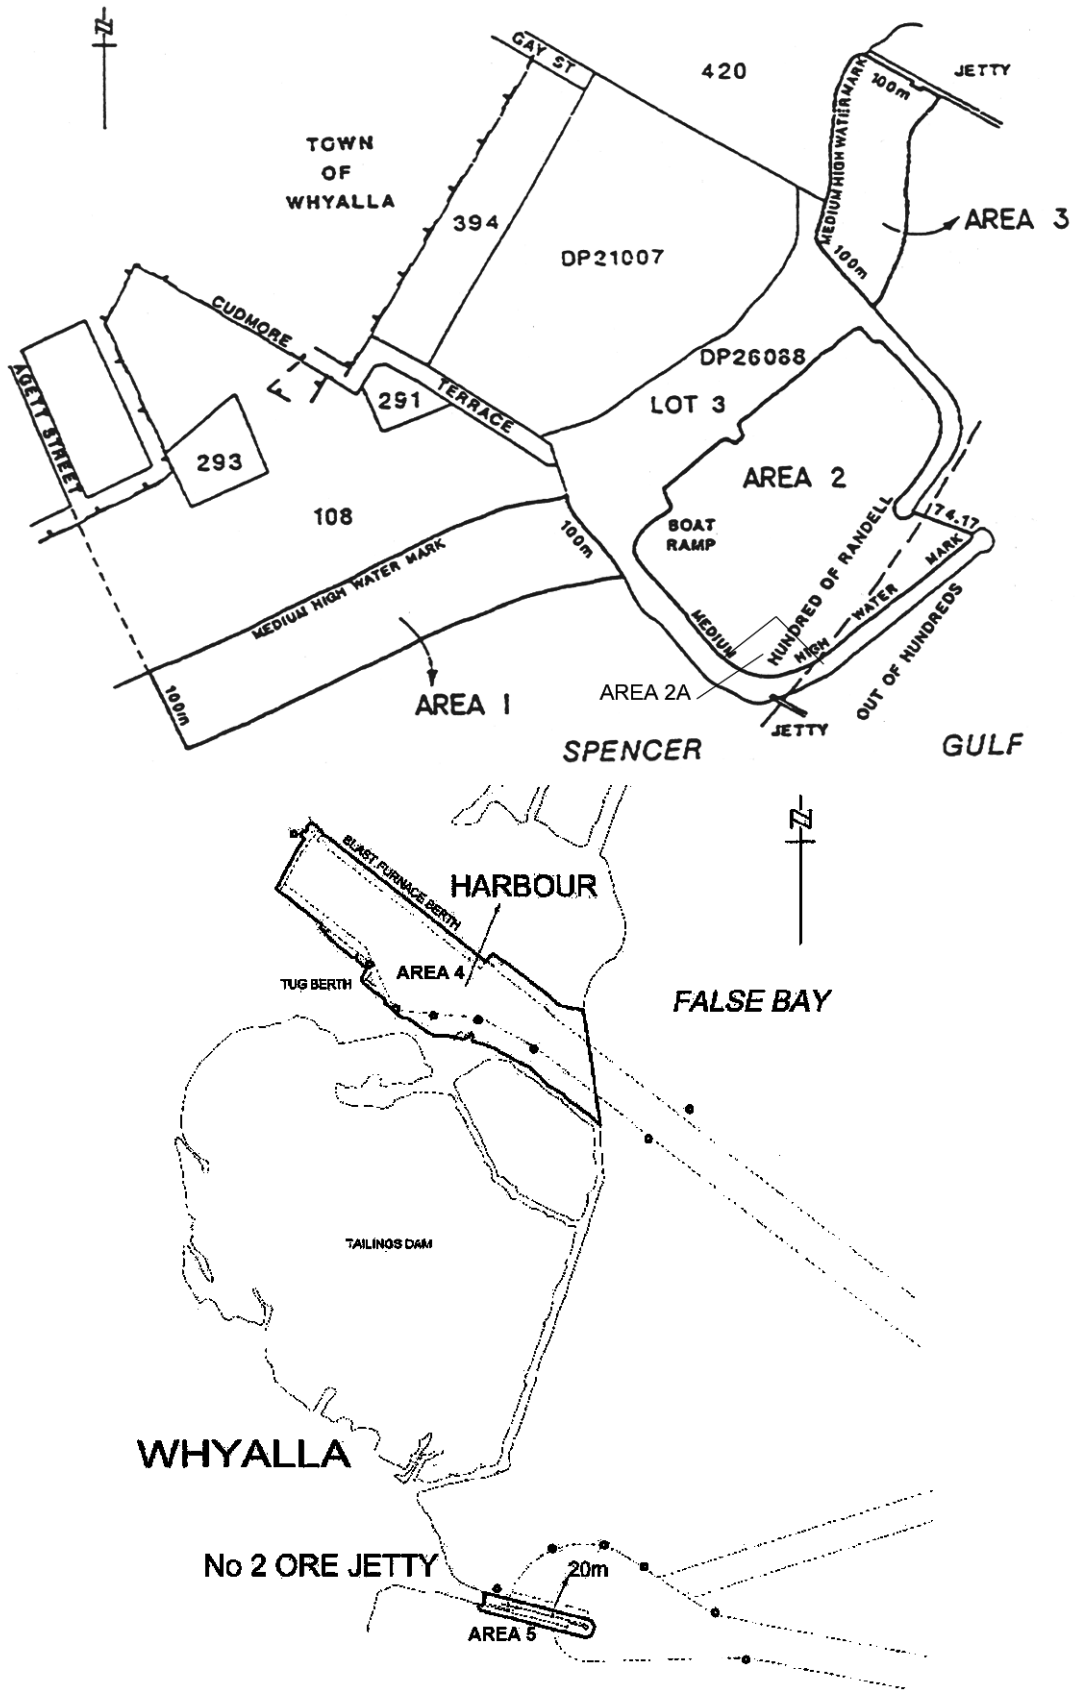 N
GAY ST
420
JETTY
100m
MEDIUM HIGH WATER MARK
TOWN
OF
WHYALLA
394
AREA 3
DP21007
100m
CUDMORE
DP26088
291
TERRACE
LOT 3
AGETT STREET
293
AREA 2
108
BOAT
RAMP
HUNDRED OF RANDELL
174.17
100m
MEDIUM HIGH WATER MARK
MEDIUM
HIGH
WATER
MARK
OUT OF HUNDREDS
100m
AREA 1
AREA 2A
JETTY
SPENCER
GULF
N
BLAST FURNACE BERTH
HARBOUR
AREA 4
TUG BERTH
FALSE BAY
TAILINGS DAM
WHYALLA
No 2 ORE JETTY
20m
AREA 5